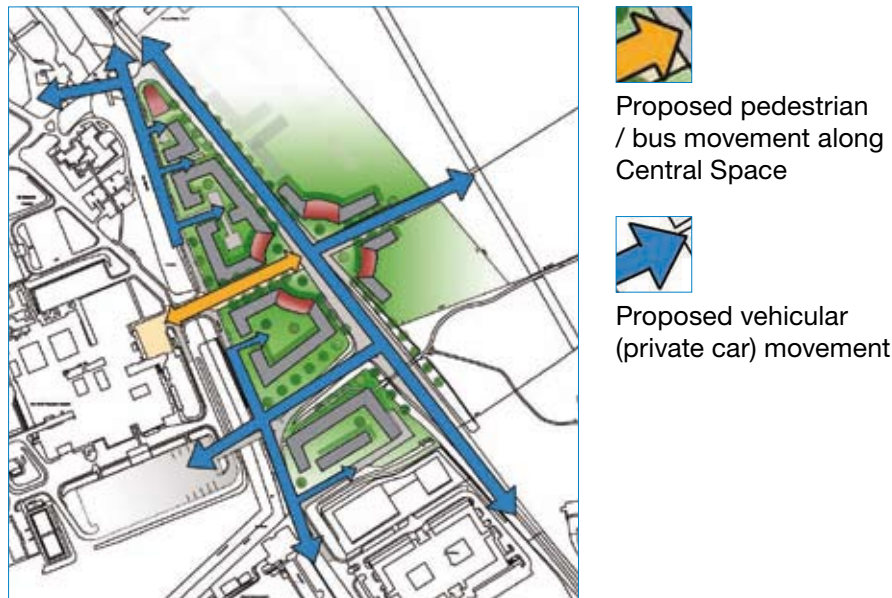 Proposed pedestrian
/ bus movement along
Central Space
Proposed vehicular
(private car) movement